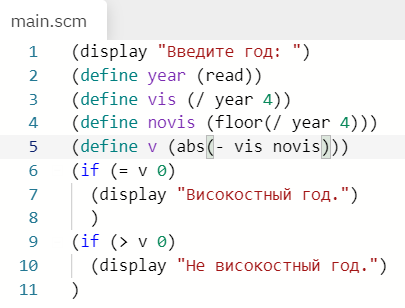 main.scm
1 (display "Введите год: ")
2 (define year (read))
3 (define vis (/ year 4))
4 (define novis (floor(/ year 4)))
5 (define v (abs(- vis novis)))
6 (if (= v 0)
7 (display "Високостный год.")
8 )
9 (if (> v 0)
10 (display "Не високостный год.")
11 )